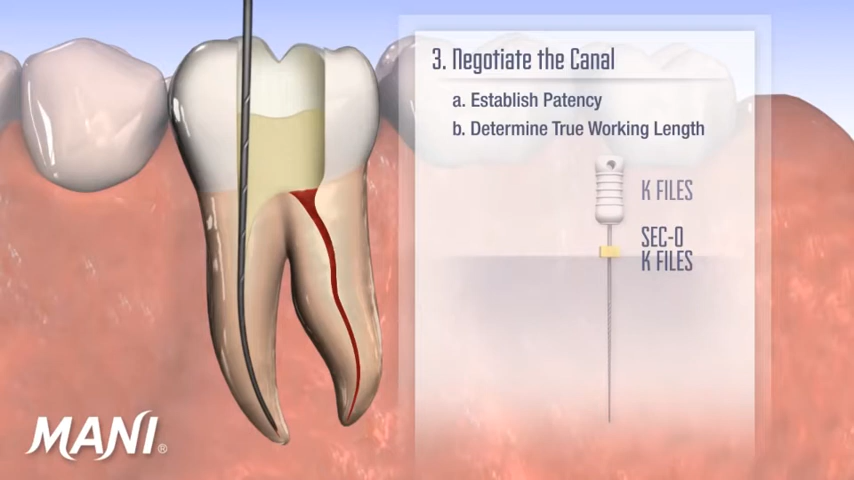 3. Negotiate the Canal
a. Establish Patency
b. Determine True Working Length
K FILES
SEC-O
K FILES
MANI®